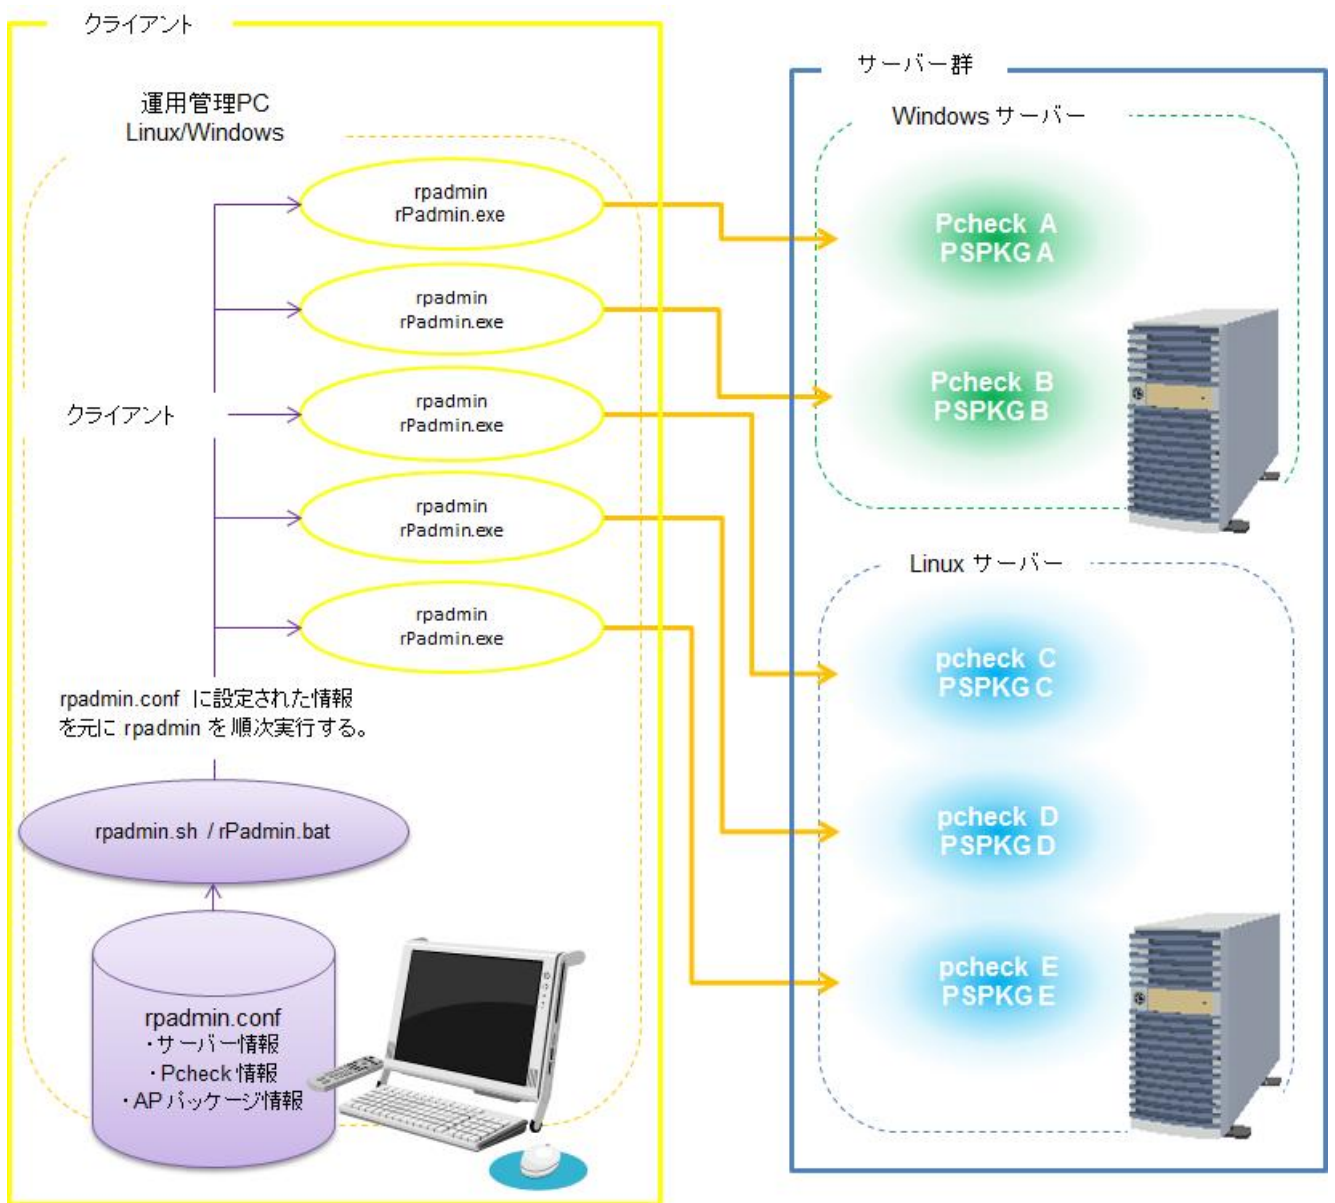 クライアント
運用管理PC
Linux/Windows
rpadmin
rPadmin.exe
rpadmin
rPadmin.exe
クライアント
rpadmin
rPadmin.exe
rpadmin
rPadmin.exe
rpadmin
rPadmin.exe
rpadmin.conf に設定された情報
を元に rpadmin を順次実行する。
rpadmin.sh / rPadmin.bat
rpadmin.conf
・サーバー情報
・Pcheck 情報
・AP パッケージ情報
サーバー群
Windows サーバー
Pcheck A
PSPKG A
Pcheck B
PSPKG B
Linux サーバー
pcheck C
PSPKG C
pcheck D
PSPKG D
pcheck E
PSPKG E